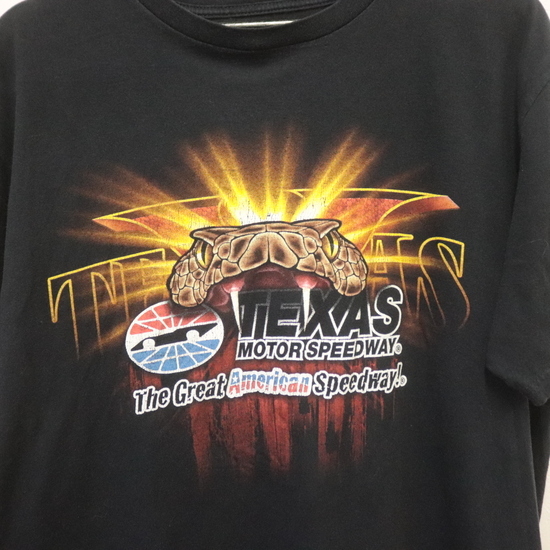 TEXAS
TEXAS
MOTOR SPEEDWAY®
The Great American Speedway!®